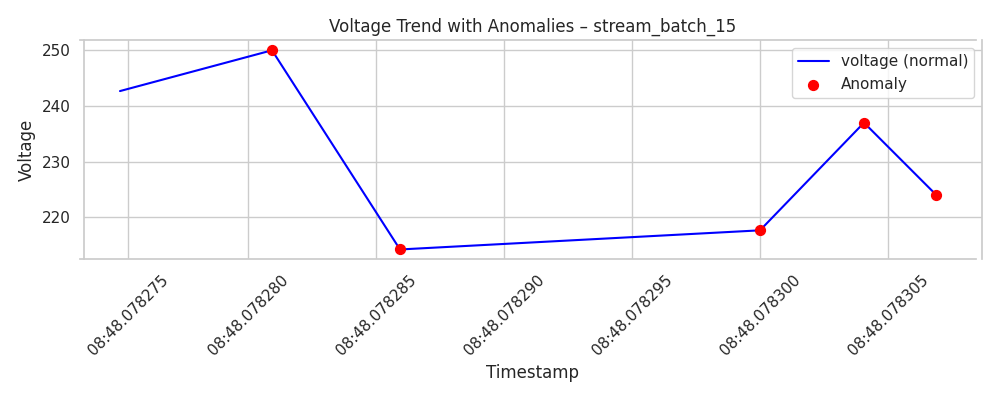 Voltage Trend with Anomalies – stream_batch_15
250
240
230
220
Voltage
voltage (normal)
Anomaly
08:48.078275
08:48.078280
08:48.078285
08:48.078290
08:48.078295
08:48.078300
08:48.078305
Timestamp